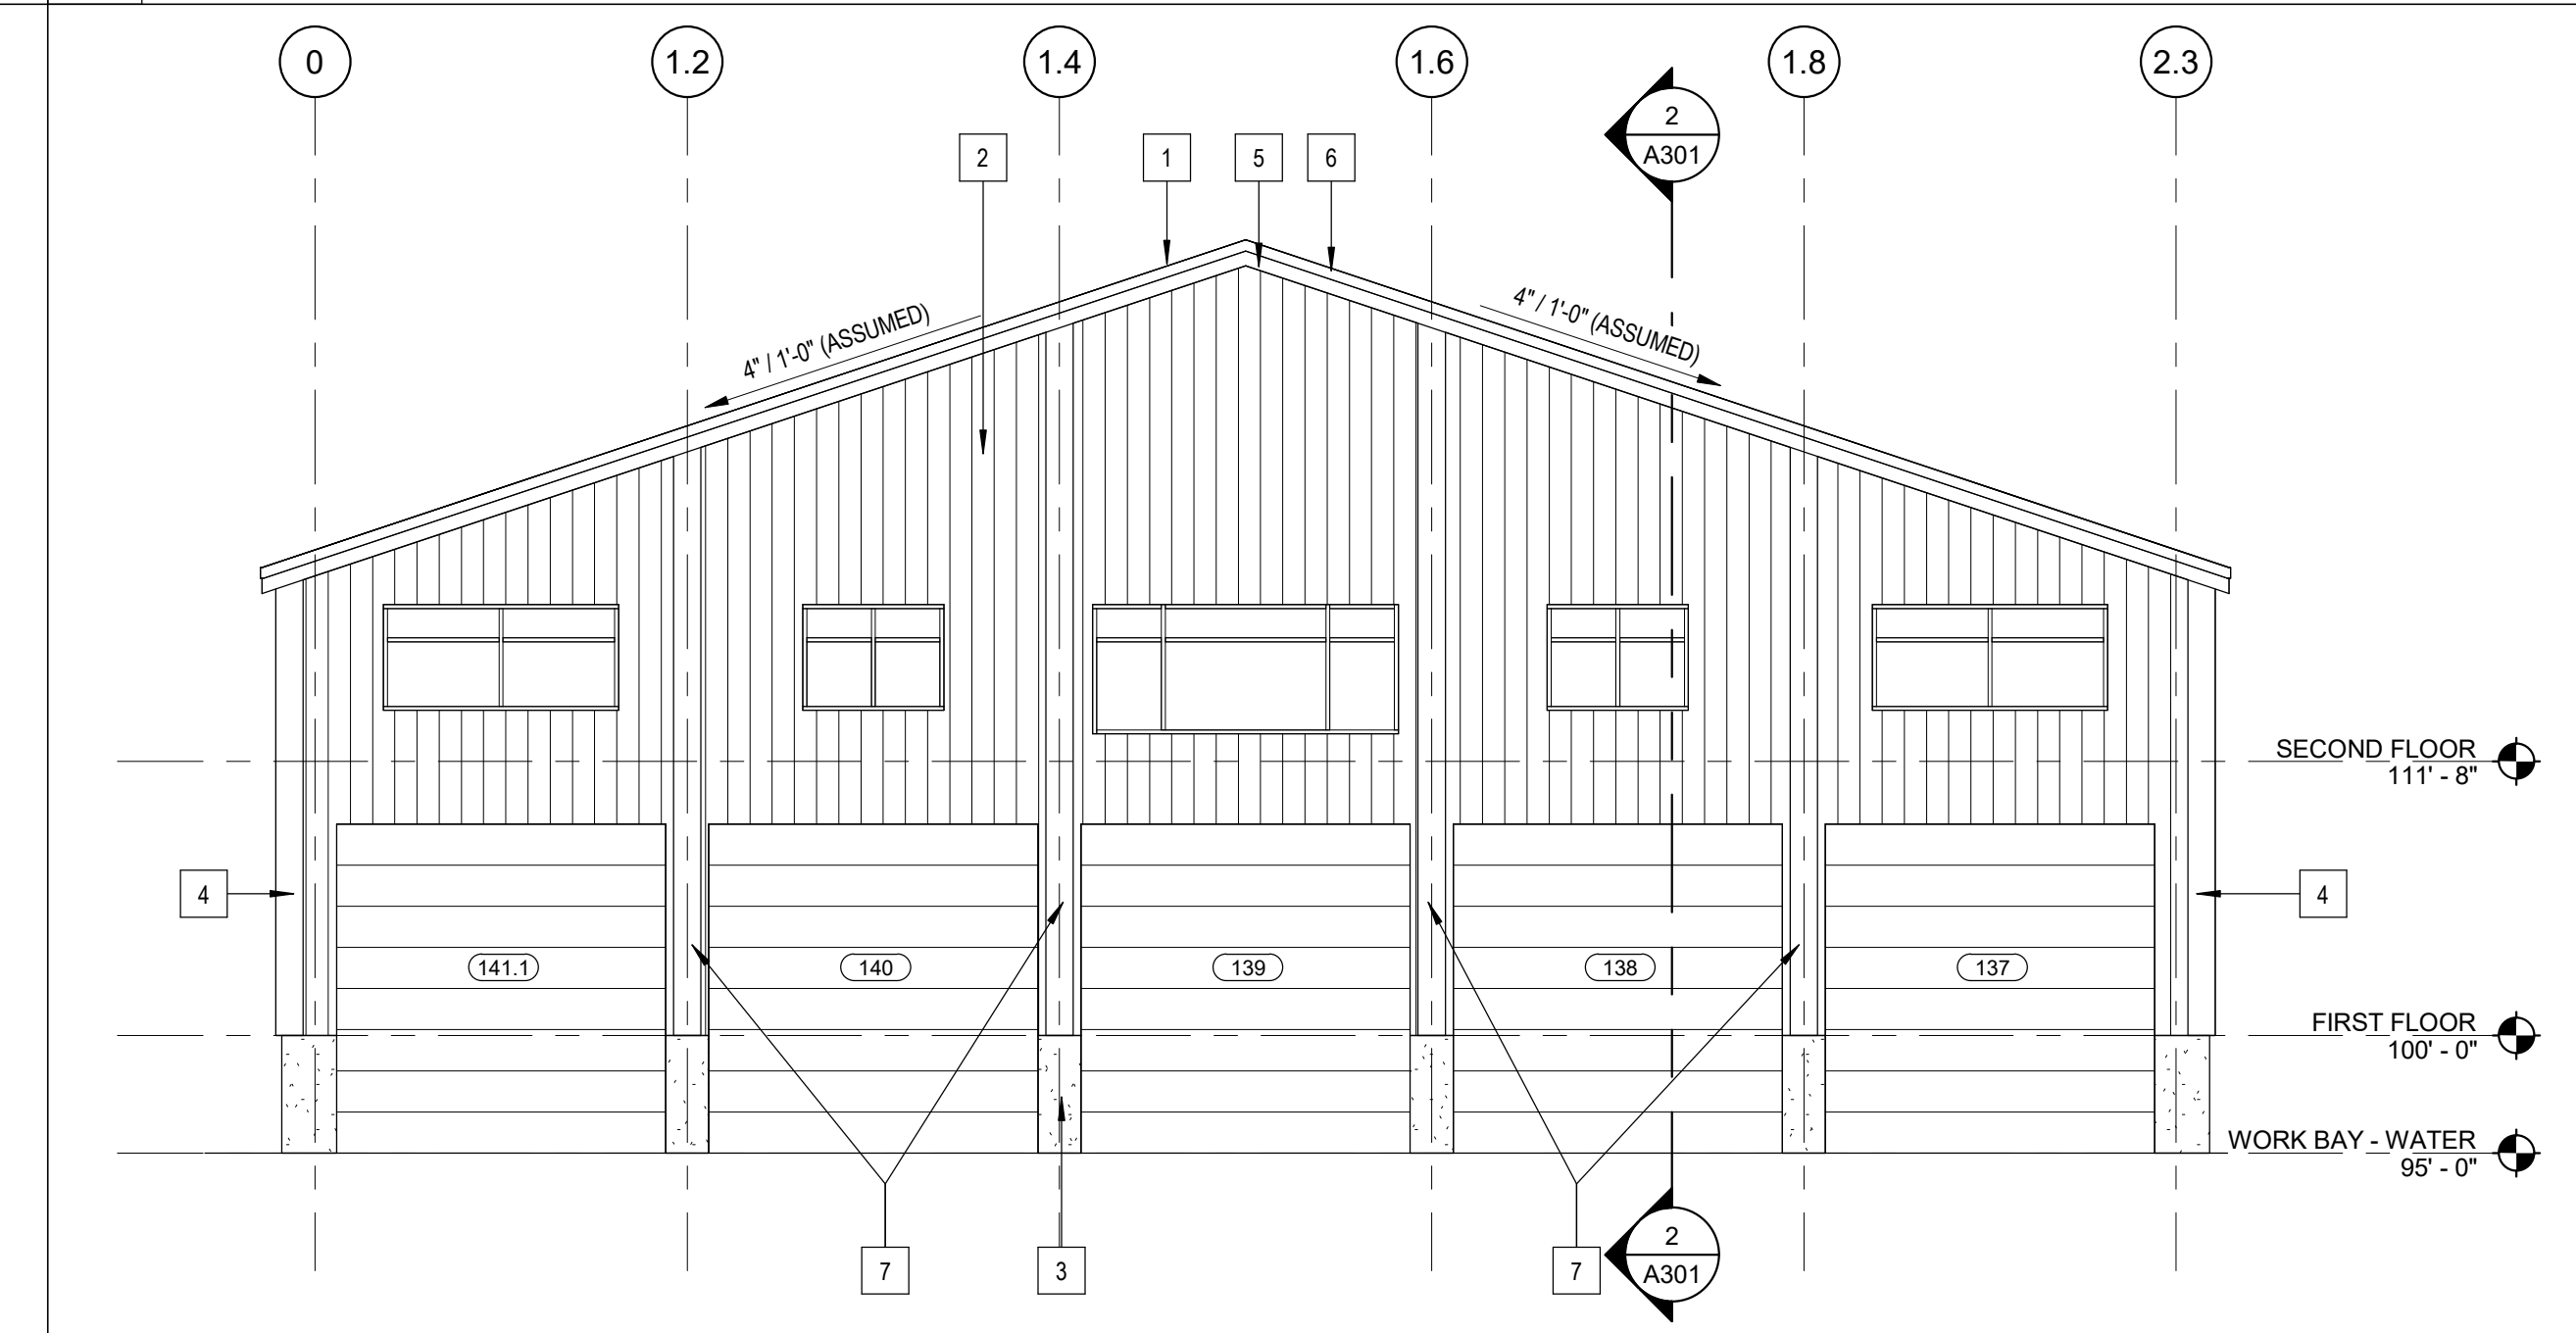 0
1.2
1.4
1.6
1.8
2.3
2
A301
2
1
5
6
4" / 1'-0" (ASSUMED)
4" / 1'-0" (ASSUMED)
SECOND FLOOR
111' - 8"
4
4
141.1
140
139
138
137
FIRST FLOOR
100' - 0"
WORK BAY - WATER
95' - 0"
7
3
7
2
A301